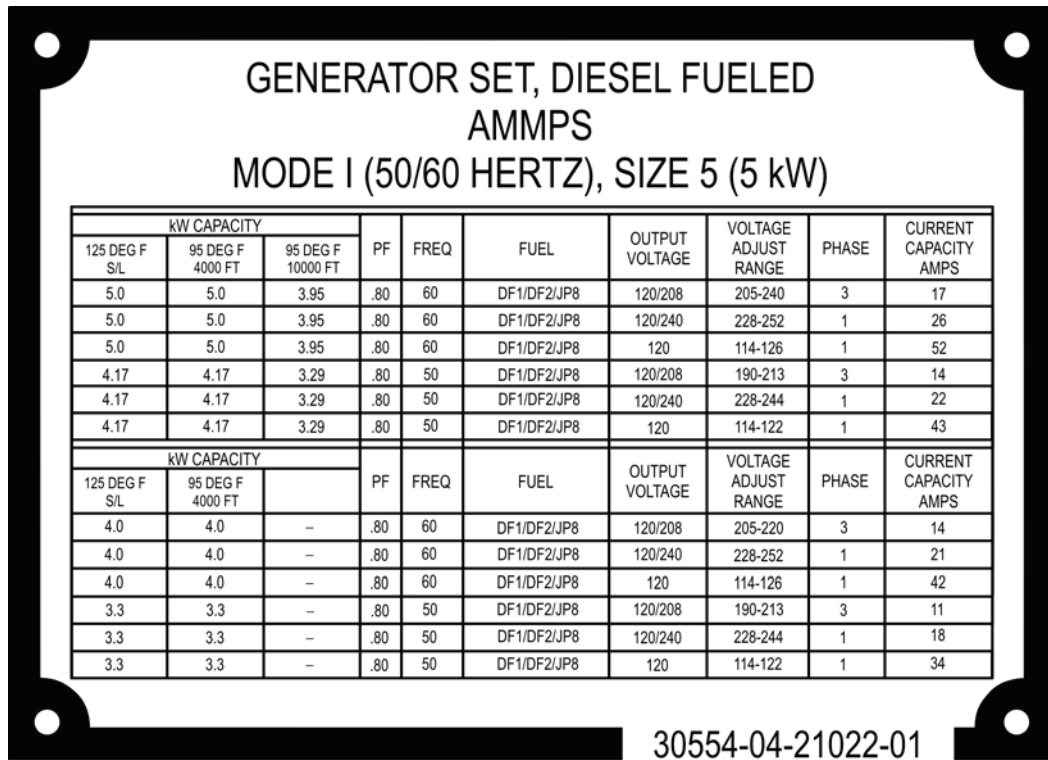 GENERATOR SET, DIESEL FUELED
AMMPS
MODE I (50/60 HERTZ), SIZE 5 (5 kW)
kW CAPACITY PF FREQ FUEL OUTPUT VOLTAGE VOLTAGE ADJUST RANGE PHASE CURRENT CAPACITY AMPS
125 DEG F S/L 95 DEG F 4000 FT 95 DEG F 10000 FT
5.0 5.0 3.95 .80 60 DF1/DF2/JP8 120/208 205-240 3 17
5.0 5.0 3.95 .80 60 DF1/DF2/JP8 120/240 228-252 1 26
5.0 5.0 3.95 .80 60 DF1/DF2/JP8 120 114-126 1 52
4.17 4.17 3.29 .80 50 DF1/DF2/JP8 120/208 190-213 3 14
4.17 4.17 3.29 .80 50 DF1/DF2/JP8 120/240 228-244 1 22
4.17 4.17 3.29 .80 50 DF1/DF2/JP8 120 114-122 1 43
kW CAPACITY PF FREQ FUEL OUTPUT VOLTAGE VOLTAGE ADJUST RANGE PHASE CURRENT CAPACITY AMPS
125 DEG F S/L 95 DEG F 4000 FT
4.0 4.0 – .80 60 DF1/DF2/JP8 120/208 205-220 3 14
4.0 4.0 – .80 60 DF1/DF2/JP8 120/240 228-252 1 21
4.0 4.0 – .80 60 DF1/DF2/JP8 120 114-126 1 42
3.3 3.3 – .80 50 DF1/DF2/JP8 120/208 190-213 3 11
3.3 3.3 – .80 50 DF1/DF2/JP8 120/240 228-244 1 18
3.3 3.3 – .80 50 DF1/DF2/JP8 120 114-122 1 34
30554-04-21022-01